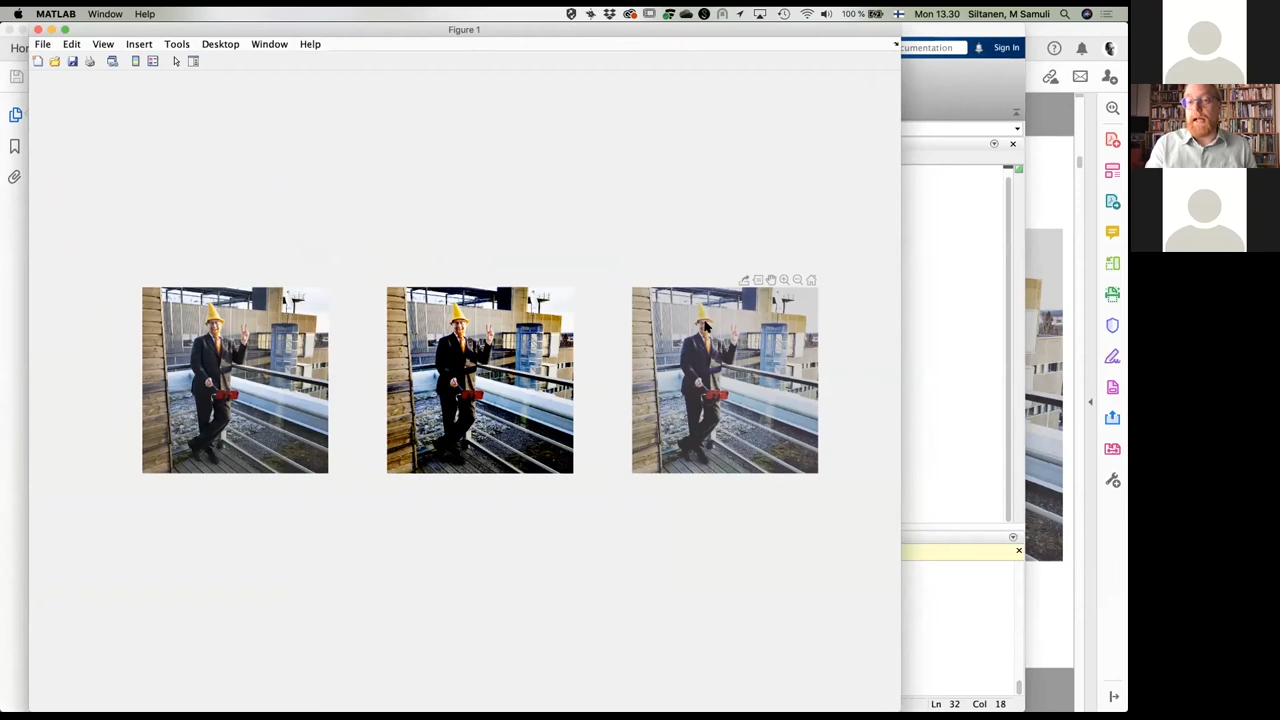 MATLAB Window Help 100 % Mon 13.30 Siltanen, M Samuli
Figure 1
File Edit View Insert Tools Desktop Window Help
cumentation Sign In
Ln 32 Col 18